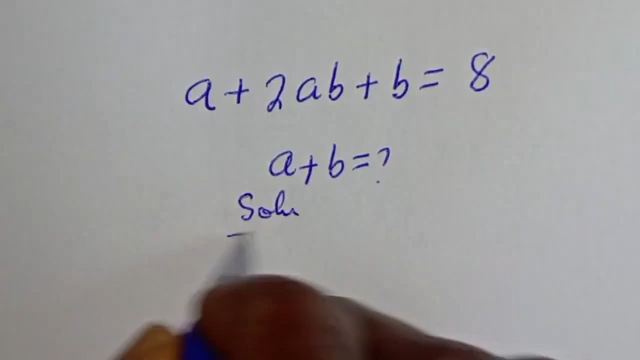 a + 2ab + b = 8
a + b = ?
Soln